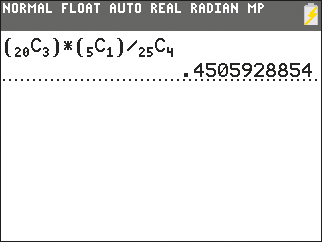 NORMAL FLOAT AUTO REAL RADIAN MP
(₂₀C₃)*(₅C₁)/₂₅C₄
.4505928854